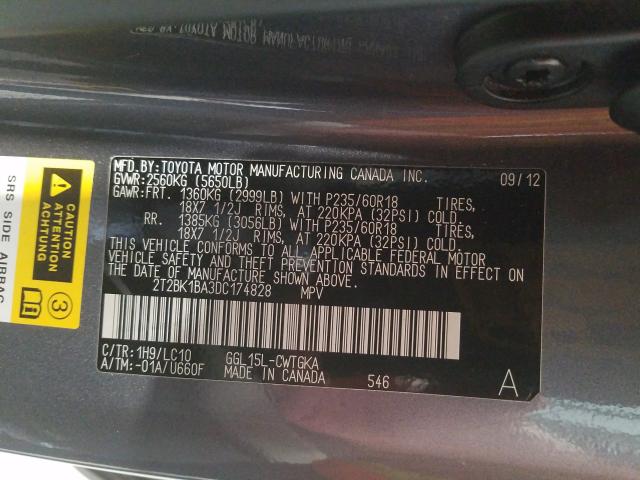 MFD.BY:TOYOTA MOTOR MANUFACTURING CANADA INC. 09/12
GVWR:2560KG (5650LB)
GAWR:FRT. 1360KG (2999LB) WITH P235/60R18 TIRES,
18X7 1/2J RIMS, AT 220KPA (32PSI) COLD.
RR. 1385KG (3056LB) WITH P235/60R18 TIRES,
18X7 1/2J RIMS, AT 220KPA (32PSI) COLD.
THIS VEHICLE CONFORMS TO ALL APPLICABLE FEDERAL MOTOR
VEHICLE SAFETY AND THEFT PREVENTION STANDARDS IN EFFECT
ON THE DATE OF MANUFACTURE SHOWN ABOVE.
2T2BK1BA3DC174828 MPV
C/TR:1H9/LC10 GGL15L-CWTGKA
A/TM:-01A/U660F MADE IN CANADA 546 A
SRS SIDE AIRBAG
CAUTION
ATTENTION
ACHTUNG
3